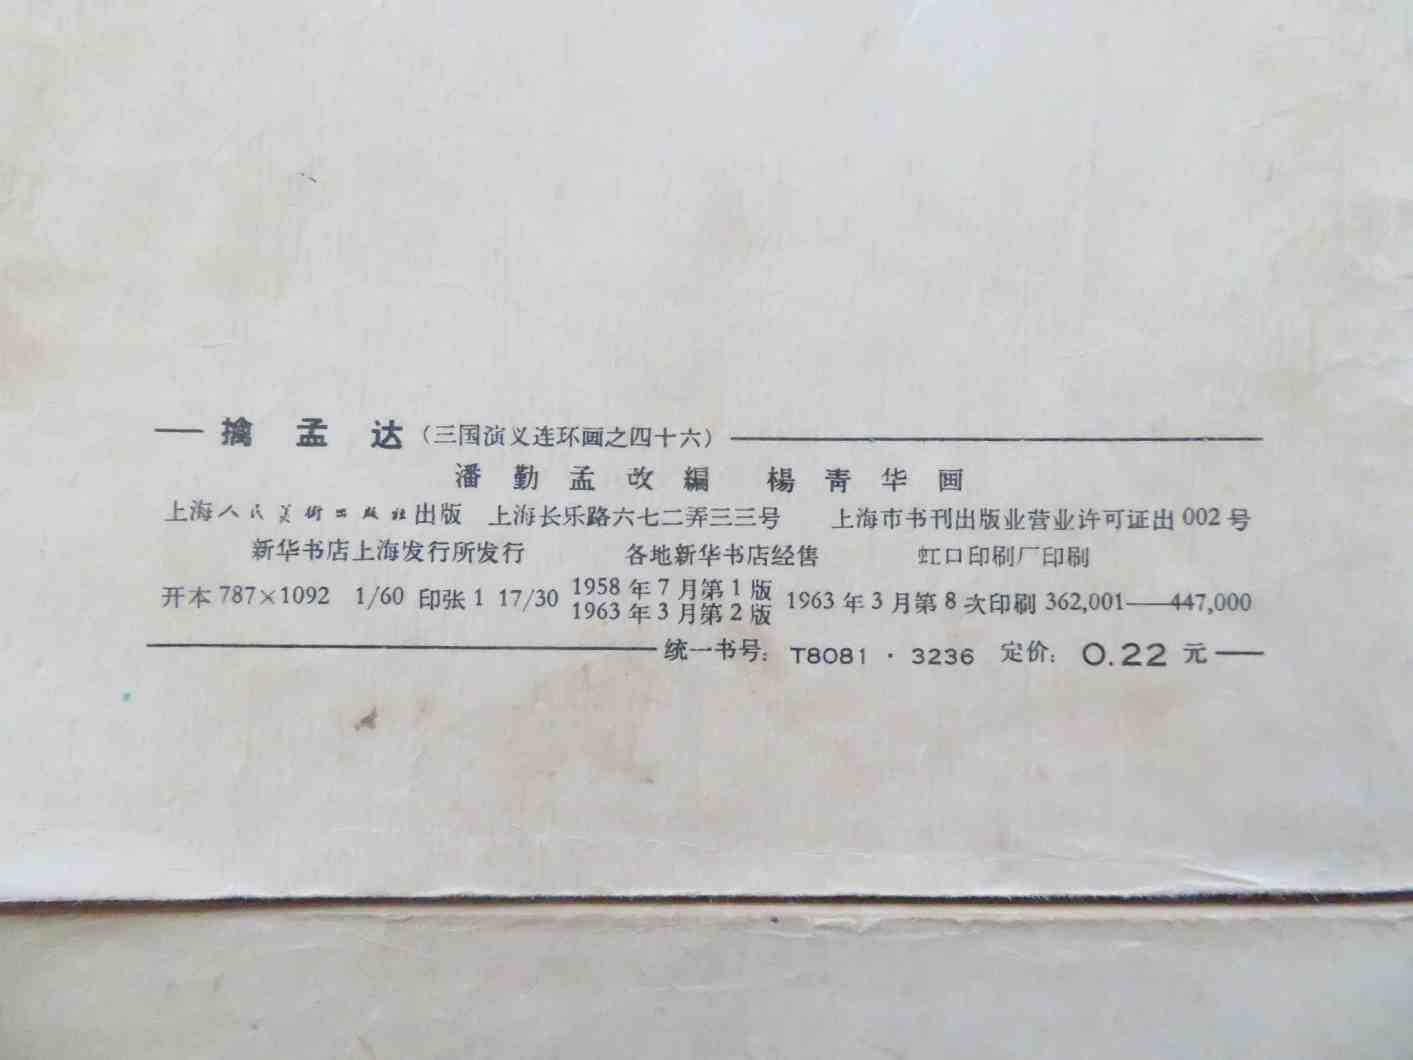 擒孟达（三国演义连环画之四十六）
潘勤孟改编 楊青华画
上海人民美術出版社出版 上海长乐路六七二弄三三号 上海市书刊出版业营业许可证出002号
新华书店上海发行所发行 各地新华书店经售 虹口印刷厂印刷
开本787×1092 1/60 印张1 17/30 1958年7月第1版 1963年3月第2版 1963年3月第8次印刷 362,001——447,000
统一书号：T8081·3236 定价：0.22元